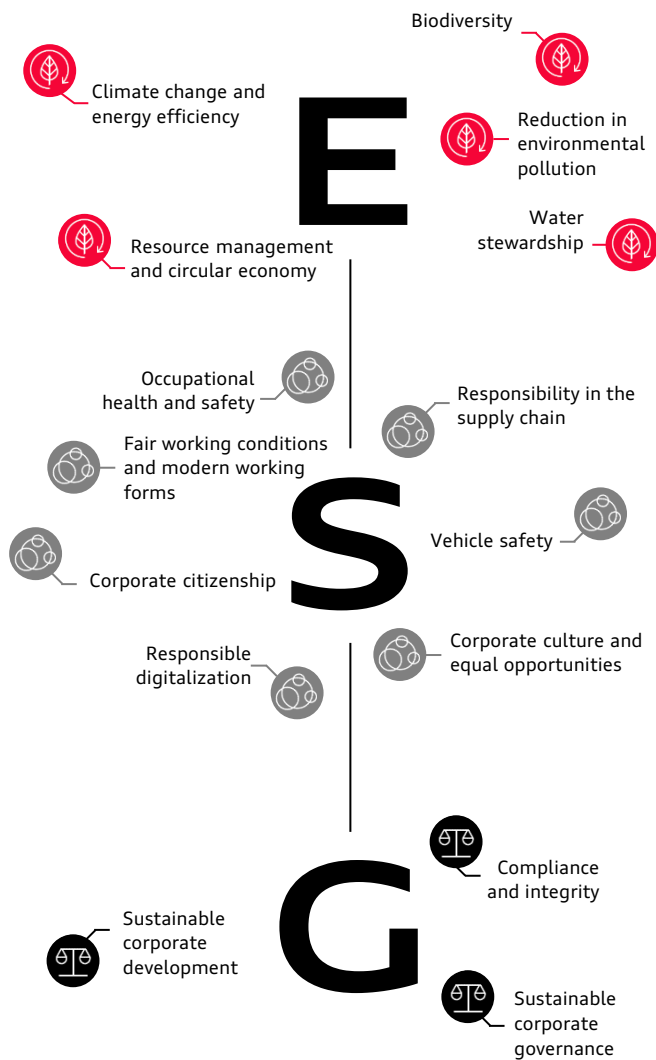 Biodiversity
Climate change and
energy efficiency
E
Reduction in
environmental
pollution
Water
stewardship
Resource management
and circular economy
Occupational
health and safety
Responsibility in the
supply chain
Fair working conditions
and modern working
forms
S
Vehicle safety
Corporate citizenship
Responsible
digitalization
Corporate culture and
equal opportunities
Compliance
and integrity
G
Sustainable
corporate
development
Sustainable
corporate
governance